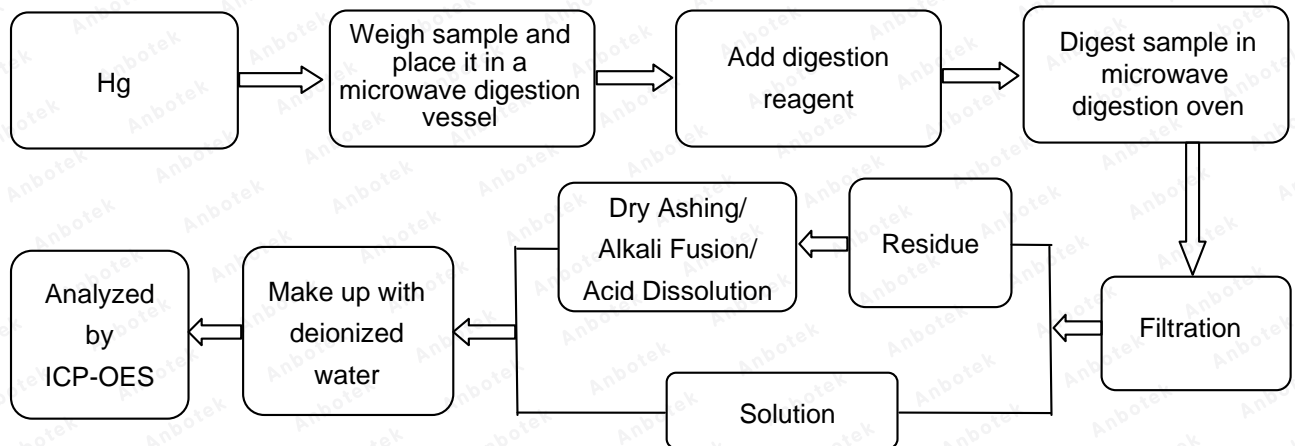 Hg
Weigh sample and
place it in a
microwave digestion
vessel
Add digestion
reagent
Digest sample in
microwave
digestion oven
Filtration
Residue
Dry Ashing/
Alkali Fusion/
Acid Dissolution
Solution
Make up with
deionized
water
Analyzed
by
ICP-OES
Anbotek